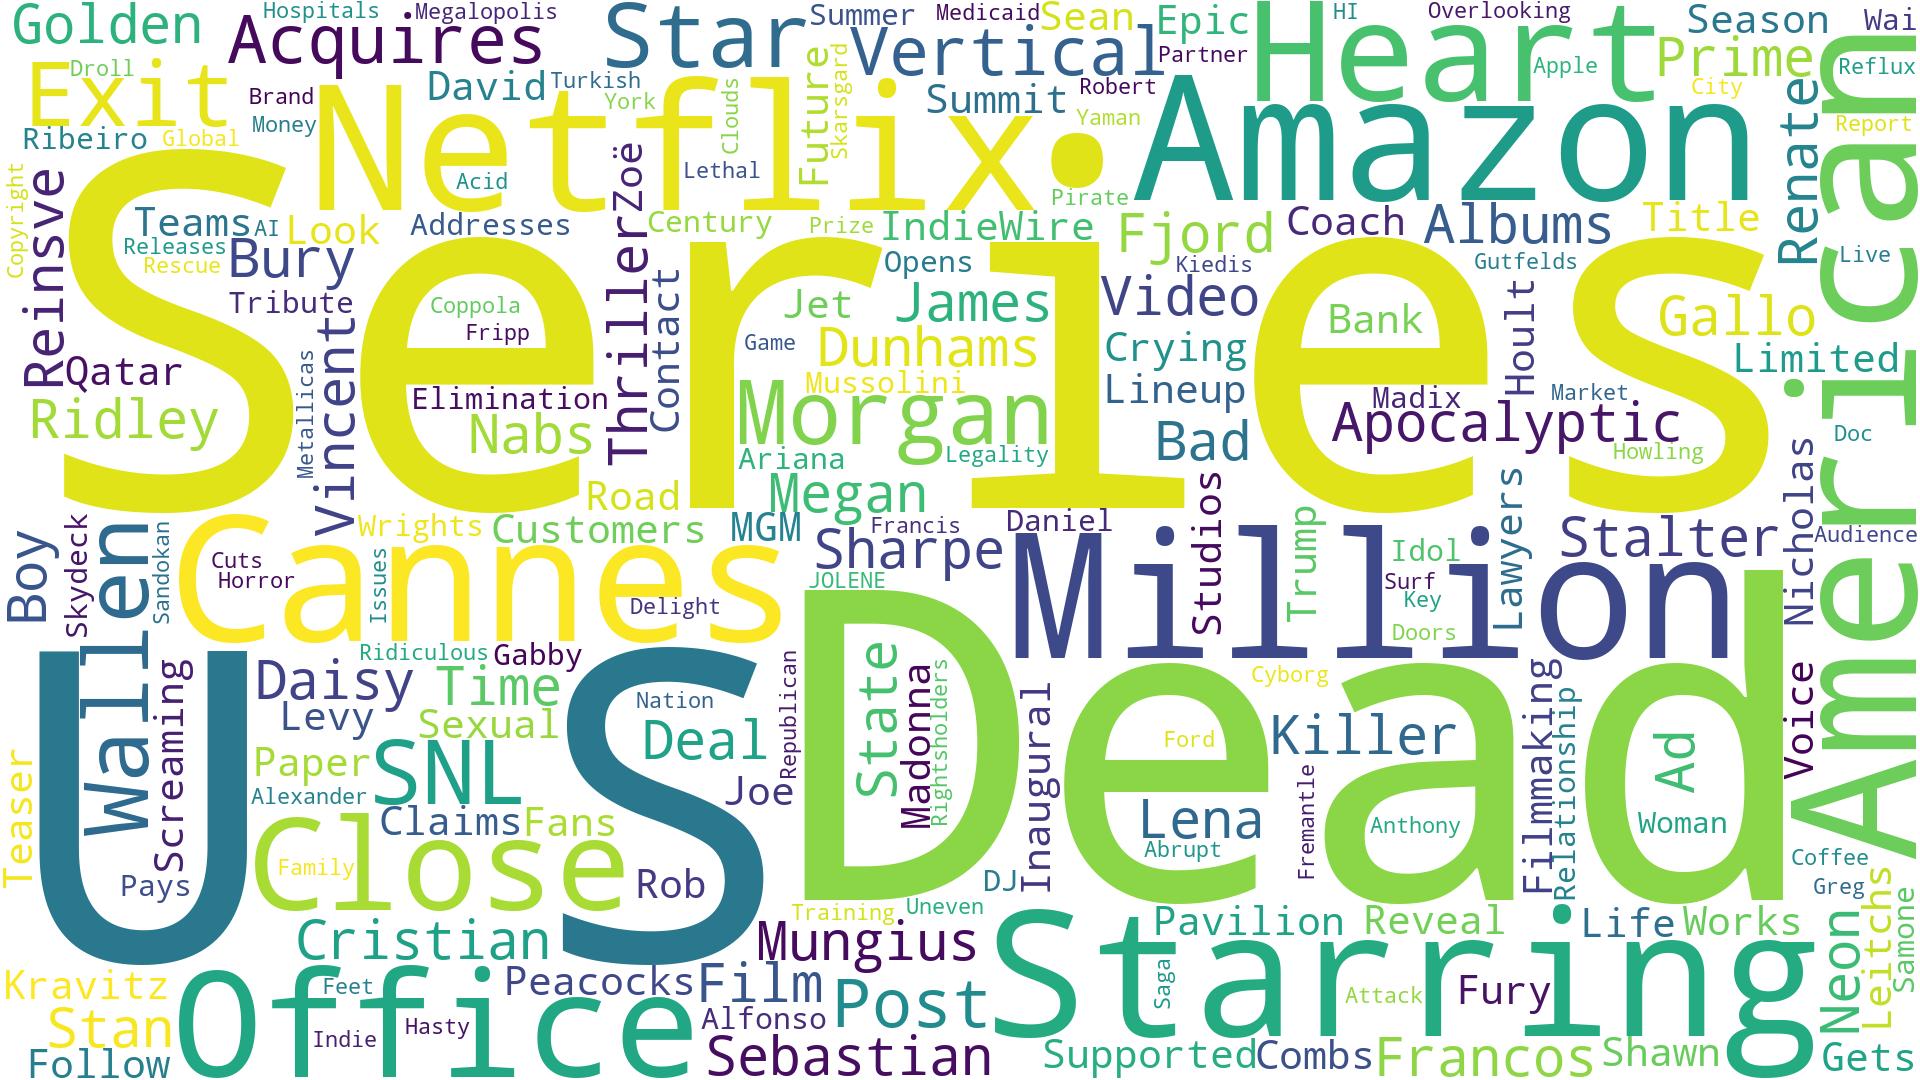 Golden
Hospitals
Megalopolis
Acquires
Star
Summer
Medicaid
Sean
Vertical
Epic
Partner
Heart
HI
Overlooking
Apple
Season
Wai
Prime
Reflux
City
Exit
Droll
Brand
Money
David
Turkish
York
Clouds
Future
Skarsgard
Summit
Robert
Yaman
Amazon
Renate
Report
American
Ribeiro
Global
Netflix
Acid
Lethal
Zoë
Pirate
Copyright
Reinsve
Teams
AI
Look
Addresses
Century
Prize
IndieWire
Fjord
Coach
Albums
Title
Releases
Rescue
Bury
Thriller
Opens
Kiedis
Gutfelds
Live
Series
Tribute
Vincent
Coppola
Fripp
Contact
Jet
James
Video
Bank
Hoult
Gallo
Game
Dunhams
Crying
Limited
Qatar
Metallicas
Elimination
Mussolini
Lineup
Madix
Market
Ridley
Nabs
Morgan
Bad
Apocalyptic
Doc
Ariana
Legality
Howling
Nicholas
Megan
Road
Studios
Lawyers
Boy
Skydeck
Wallen
Sandokan
Wrights
Customers
MGM
Francis
Daniel
Sharpe
Trump
Idol
Stalter
Audience
Cannes
Cuts
Horror
Issues
Delight
JOLENE
Million
Surf
Key
Doors
Ridiculous
Gabby
US
Screaming
Daisy
Time
Levy
Sexual
Nation
Deal
Republican
State
Madonna
Rightsholders
Dead
Inaugural
Cyborg
Killer
Ford
Filmmaking
Relationship
Ad
Voice
Teaser
Paper
SNL
Alexander
Joe
Claims
Fans
Lena
Abrupt
Fremantle
Anthony
Woman
Close
Family
Pays
Rob
DJ
Coffee
Greg
Training
Uneven
Cristian
Mungius
Starring
Pavilion
Reveal
Life
Works
Neon
Leitchs
Samone
Kravitz
Office
Feet
Peacocks
Film
Post
Saga
Attack
Fury
Stan
Indie
Hasty
Alfonso
Follow
Sebastian
Supported
Combs
Francos
Shawn
Gets